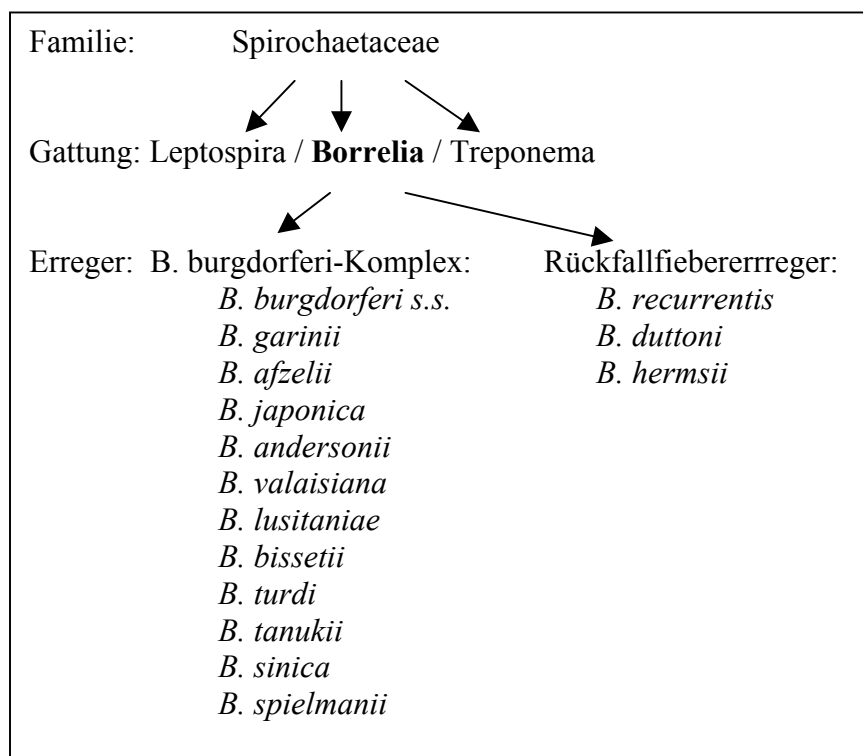 Familie: Spirochaetaceae
Gattung: Leptospira / Borrelia / Treponema
Erreger: B. burgdorferi-Komplex: Rückfallfiebererrreger:
B. burgdorferi s.s. B. recurrentis
B. garinii B. duttoni
B. afzelii B. hermsii
B. japonica
B. andersonii
B. valaisiana
B. lusitaniae
B. bissetii
B. turdi
B. tanukii
B. sinica
B. spielmanii